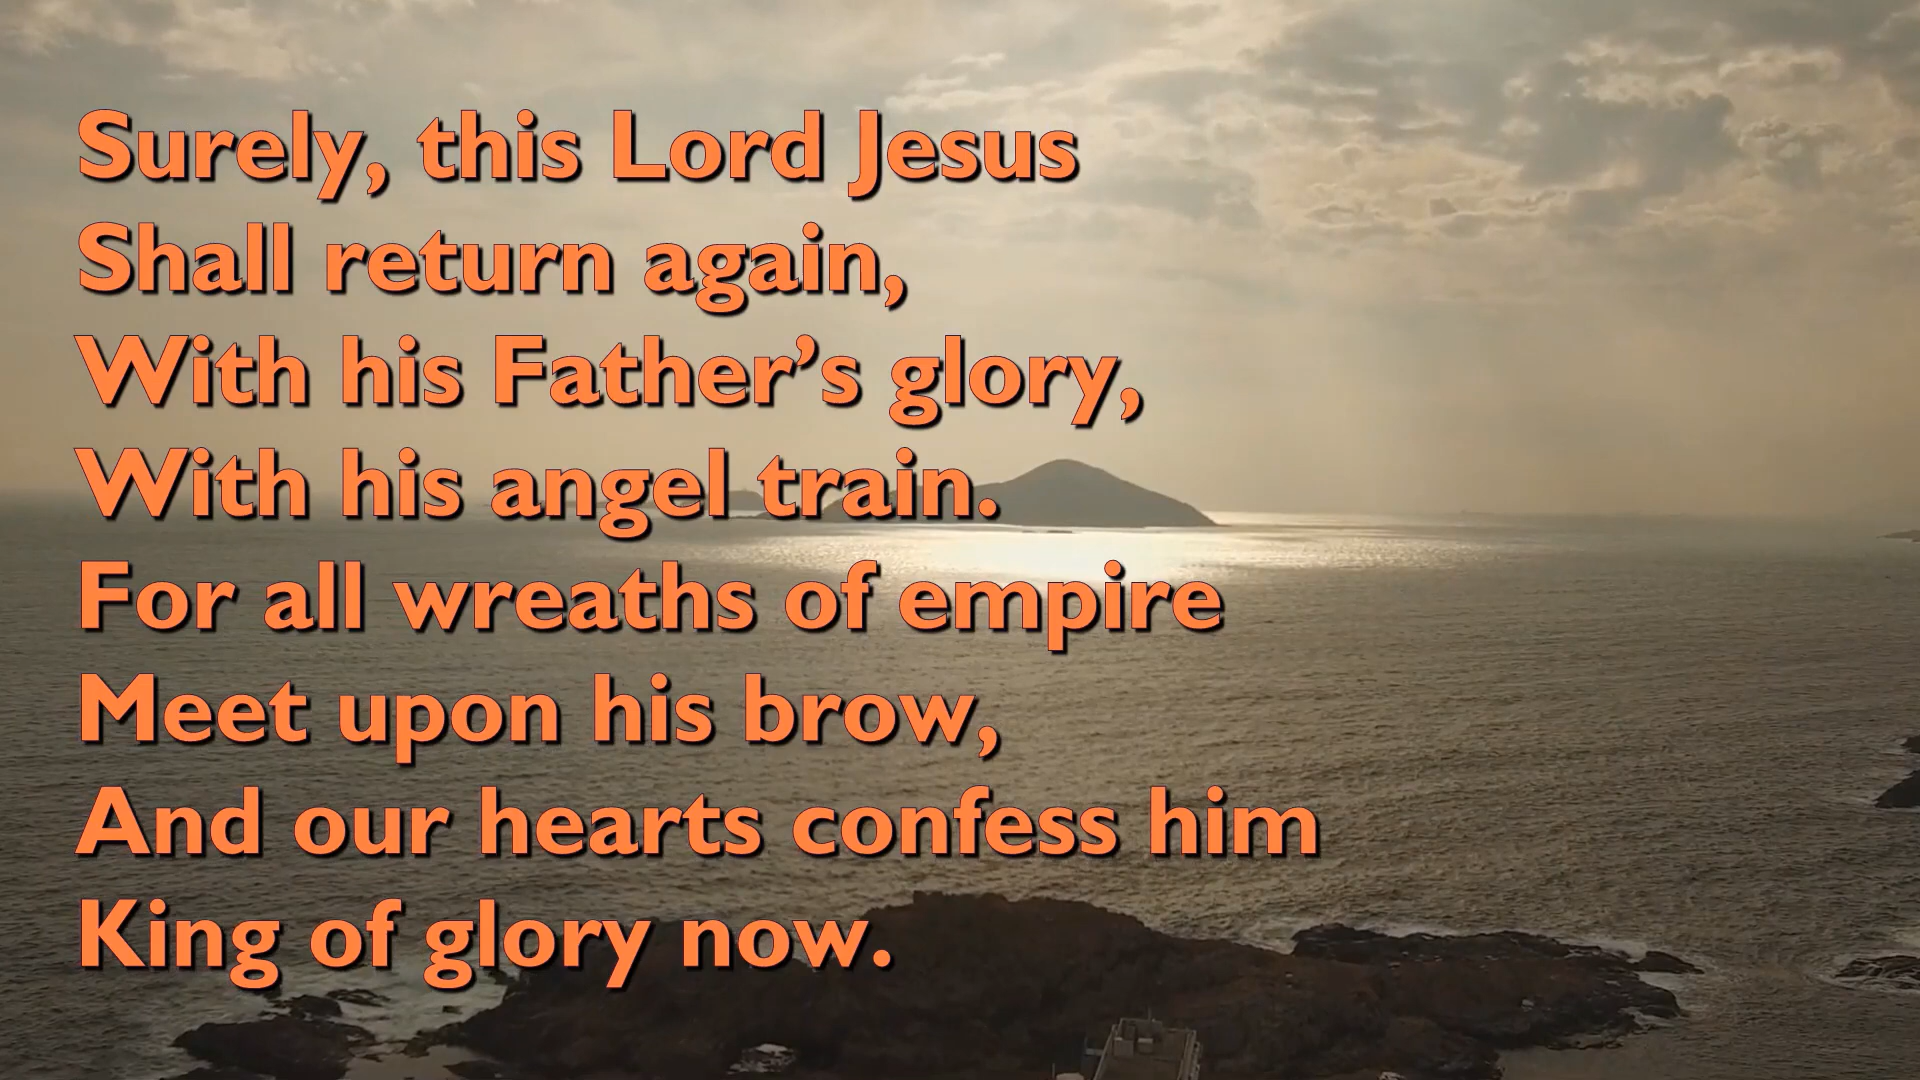 Surely, this Lord Jesus
Shall return again,
With his Father’s glory,
With his angel train.
For all wreaths of empire
Meet upon his brow,
And our hearts confess him
King of glory now.